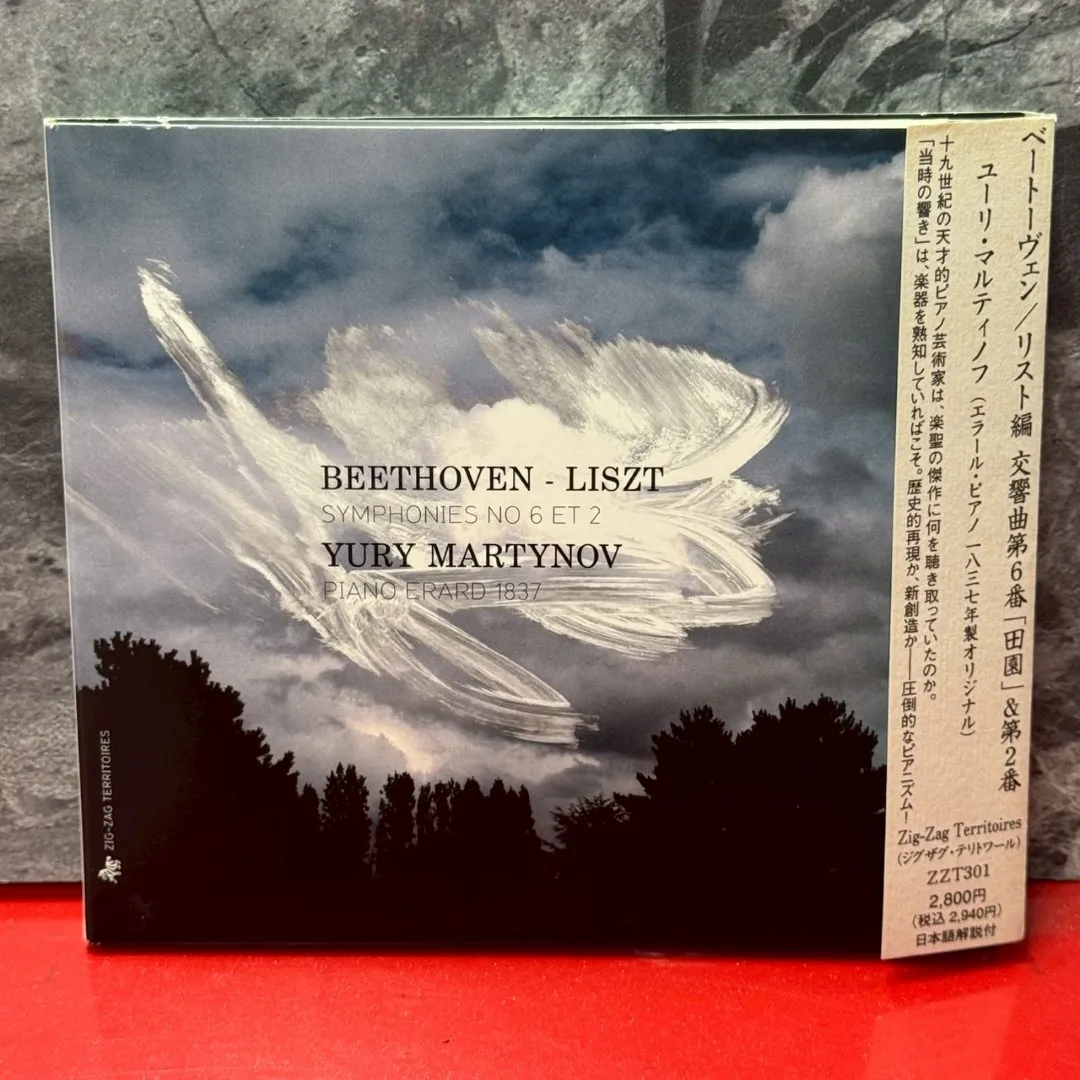 BEETHOVEN - LISZT
SYMPHONIES NO 6 ET 2
YURY MARTYNOV
PIANO ERARD 1837
ZIG-ZAG TERRITOIRES
ベートーヴェン/リスト編 交響曲第6番「田園」&第2番
ユーリ・マルティノフ(エラール・ピアノ 一八三七年製オリジナル)
十九世紀の天才的ピアノ芸術家は、楽聖の傑作に何を聴き取っていたのか。
「当時の響き」は、楽器を熟知していればこそ。歴史的再現か、新創造か――圧倒的なピアニズム!
Zig-Zag Territoires
(ジグザグ・テリトワール)
ZZT301
2,800円
(税込 2,940円)
日本語解説付